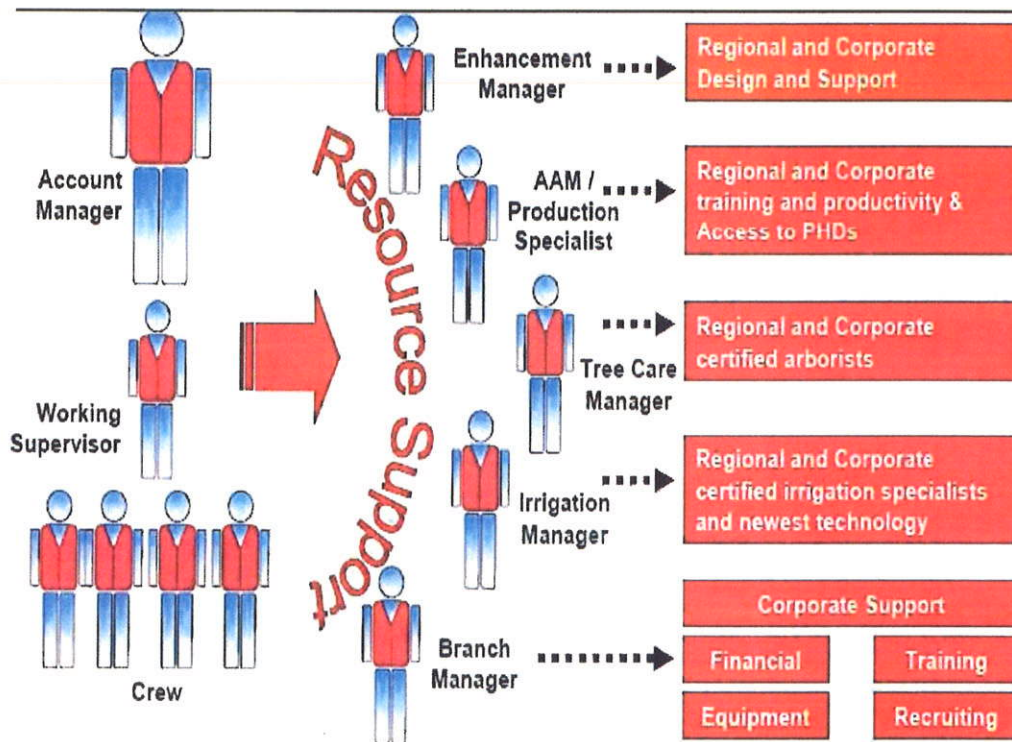 Account
Manager
Working
Supervisor
Crew
Resource Support
Enhancement
Manager
Regional and Corporate
Design and Support
AAM /
Production
Specialist
Regional and Corporate
training and productivity &
Access to PHDs
Tree Care
Manager
Regional and Corporate
certified arborists
Irrigation
Manager
Regional and Corporate
certified irrigation specialists
and newest technology
Branch
Manager
Corporate Support
Financial
Training
Equipment
Recruiting